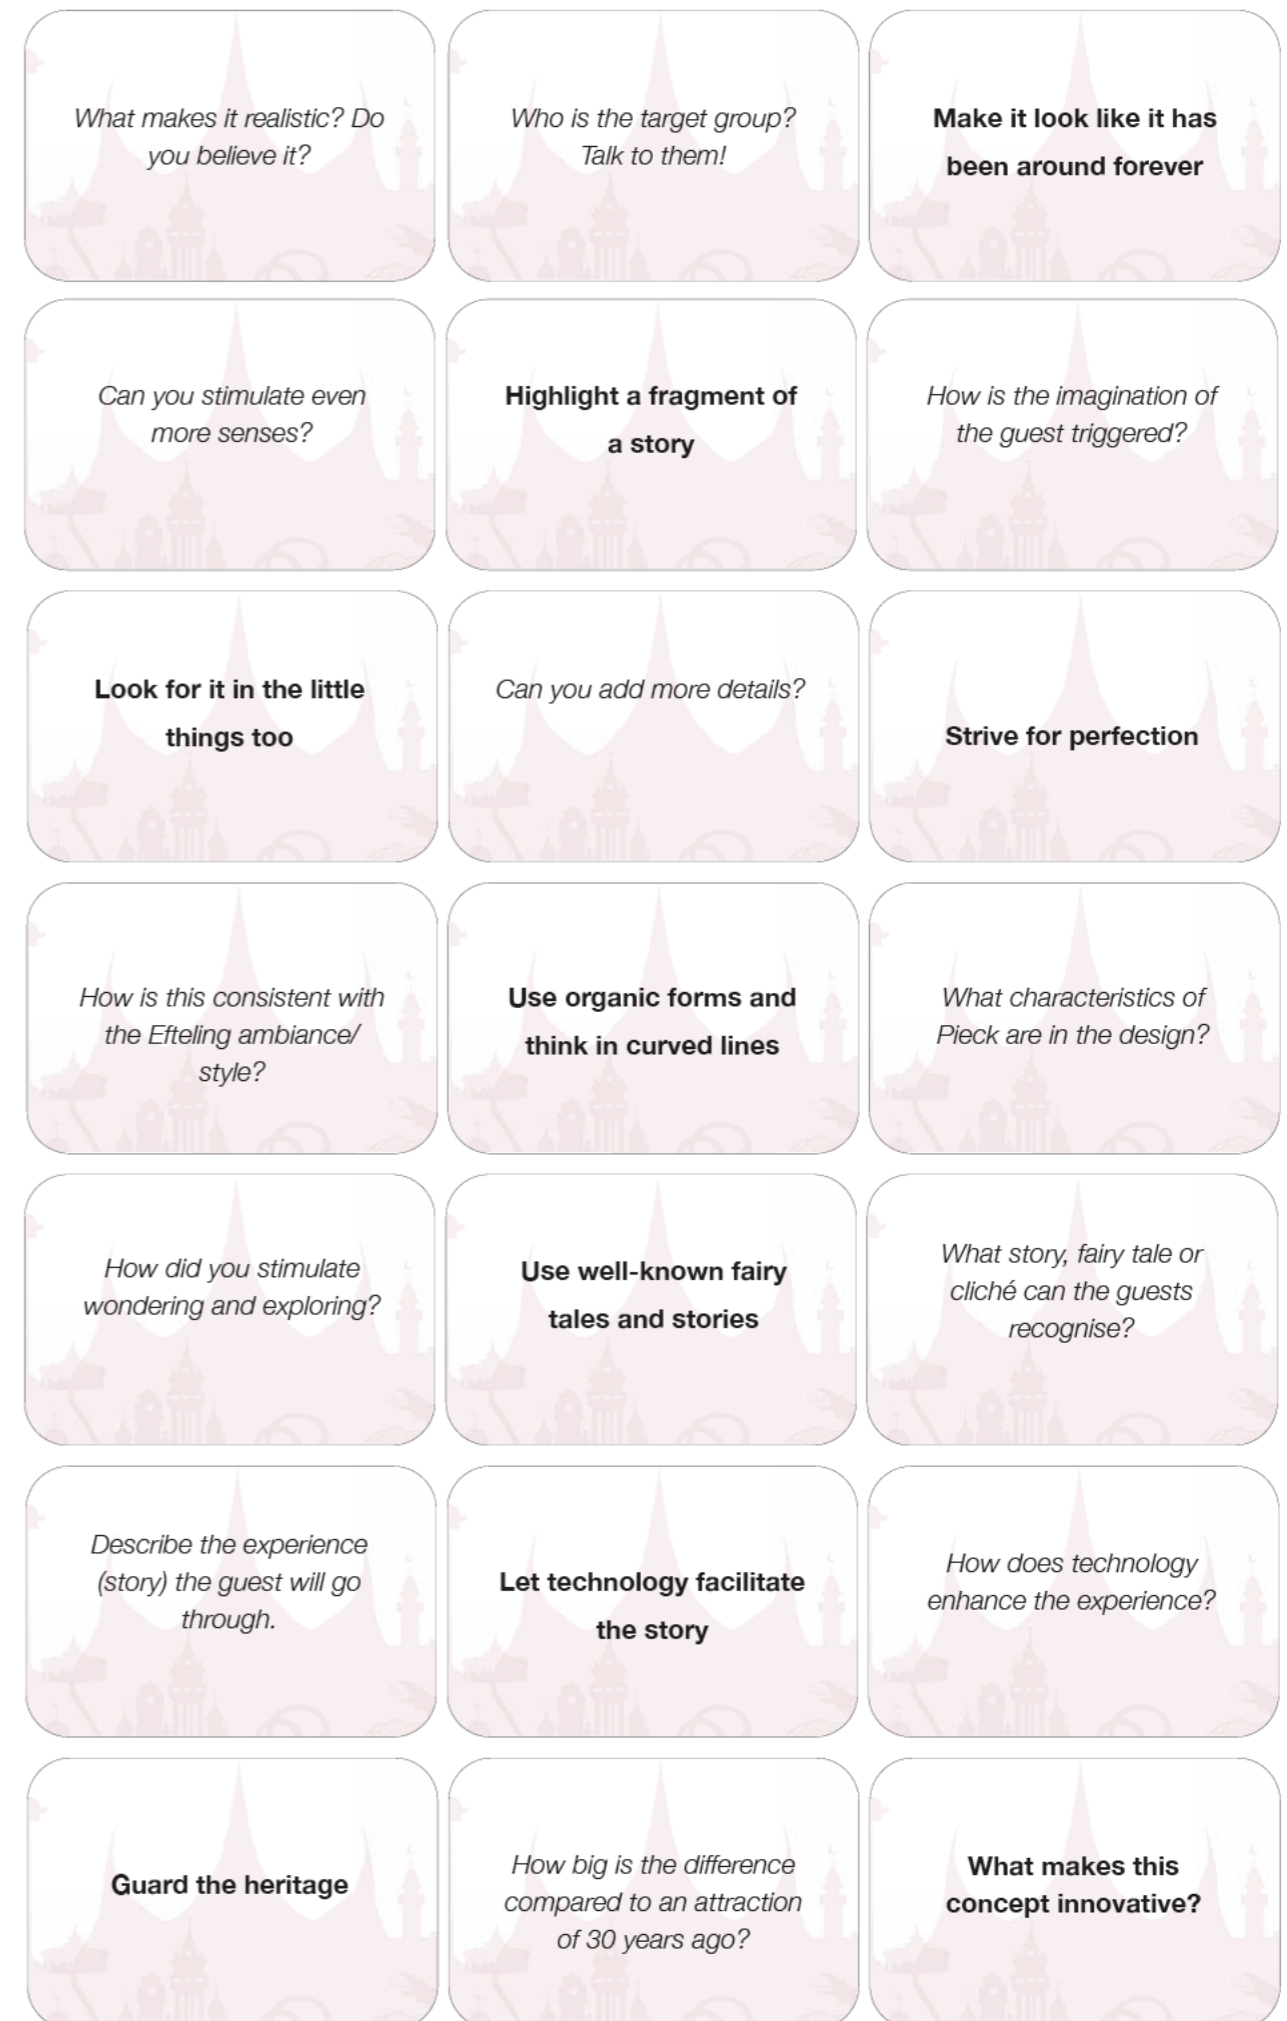 What makes it realistic? Do
you believe it?
Who is the target group?
Talk to them!
Make it look like it has
been around forever
Can you stimulate even
more senses?
Highlight a fragment of
a story
How is the imagination of
the guest triggered?
Look for it in the little
things too
Can you add more details?
Strive for perfection
How is this consistent with
the Efteling ambiance/
style?
Use organic forms and
think in curved lines
What characteristics of
Pieck are in the design?
How did you stimulate
wondering and exploring?
Use well-known fairy
tales and stories
What story, fairy tale or
cliché can the guests
recognise?
Describe the experience
(story) the guest will go
through.
Let technology facilitate
the story
How does technology
enhance the experience?
Guard the heritage
How big is the difference
compared to an attraction
of 30 years ago?
What makes this
concept innovative?